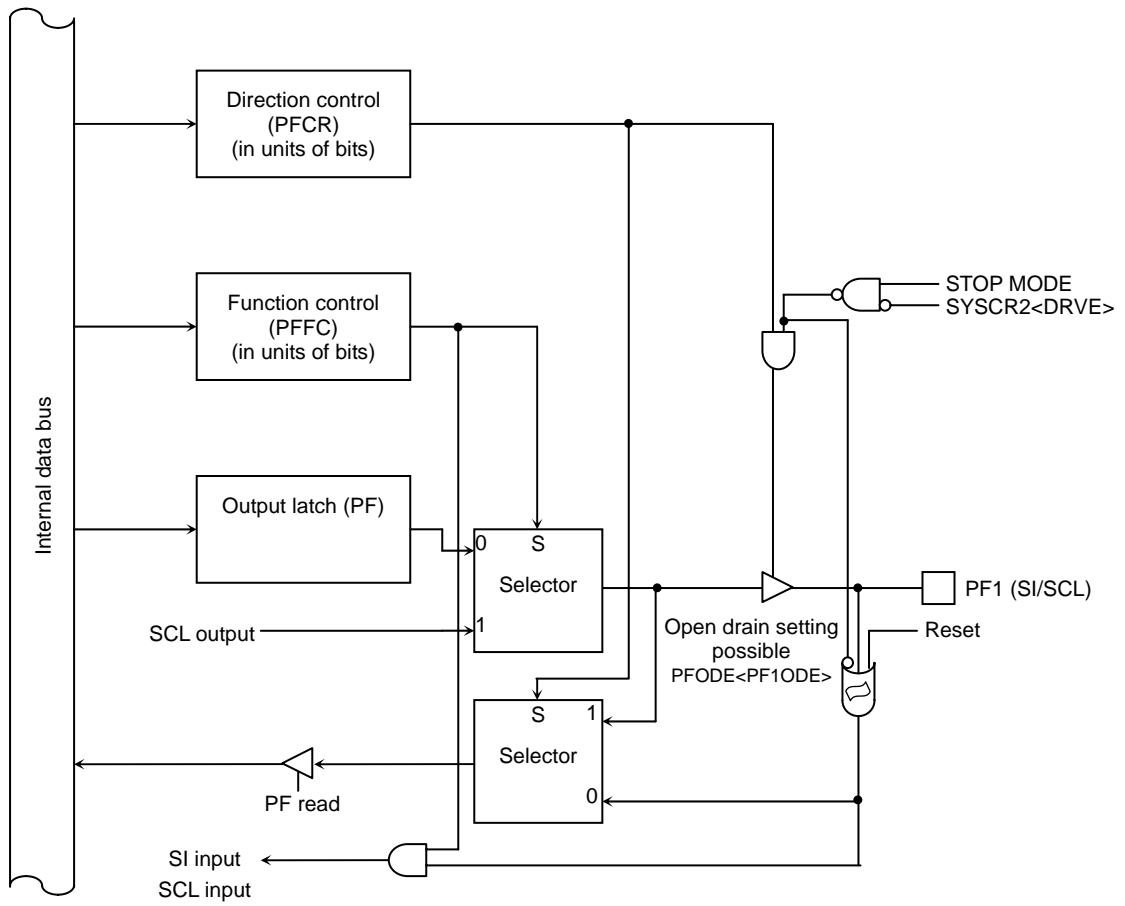 Direction control
(PFCR)
(in units of bits)
STOP MODE
SYSCR2<DRVE>
Function control
(PFFC)
(in units of bits)
Internal data bus
Output latch (PF)
0
S
Selector
1
SCL output
PF1 (SI/SCL)
Open drain setting
possible
PFODE<PF1ODE>
Reset
S
1
Selector
0
PF read
SI input
SCL input